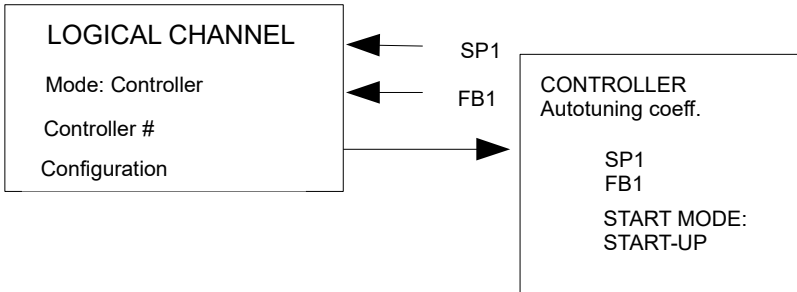 LOGICAL CHANNEL
Mode: Controller
Controller #
Configuration
SP1
FB1
CONTROLLER
Autotuning coeff.
SP1
FB1
START MODE:
START-UP